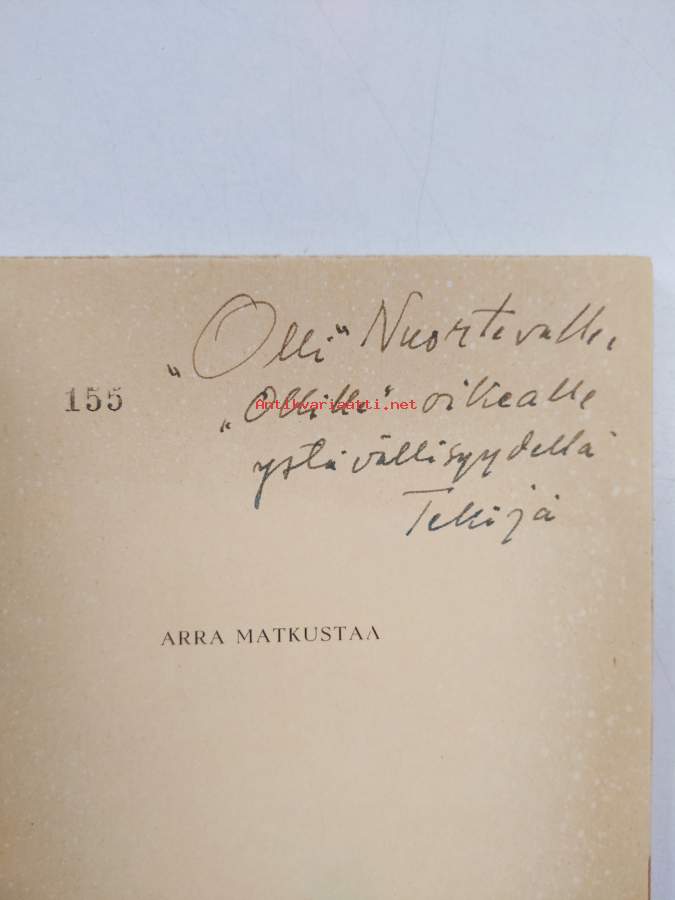 „Olli" Nuortevalle,
155
„Ollille" oikealle
Antikvariaatti.net
ystävällisyydellä
Tekijä
ARRA MATKUSTAA